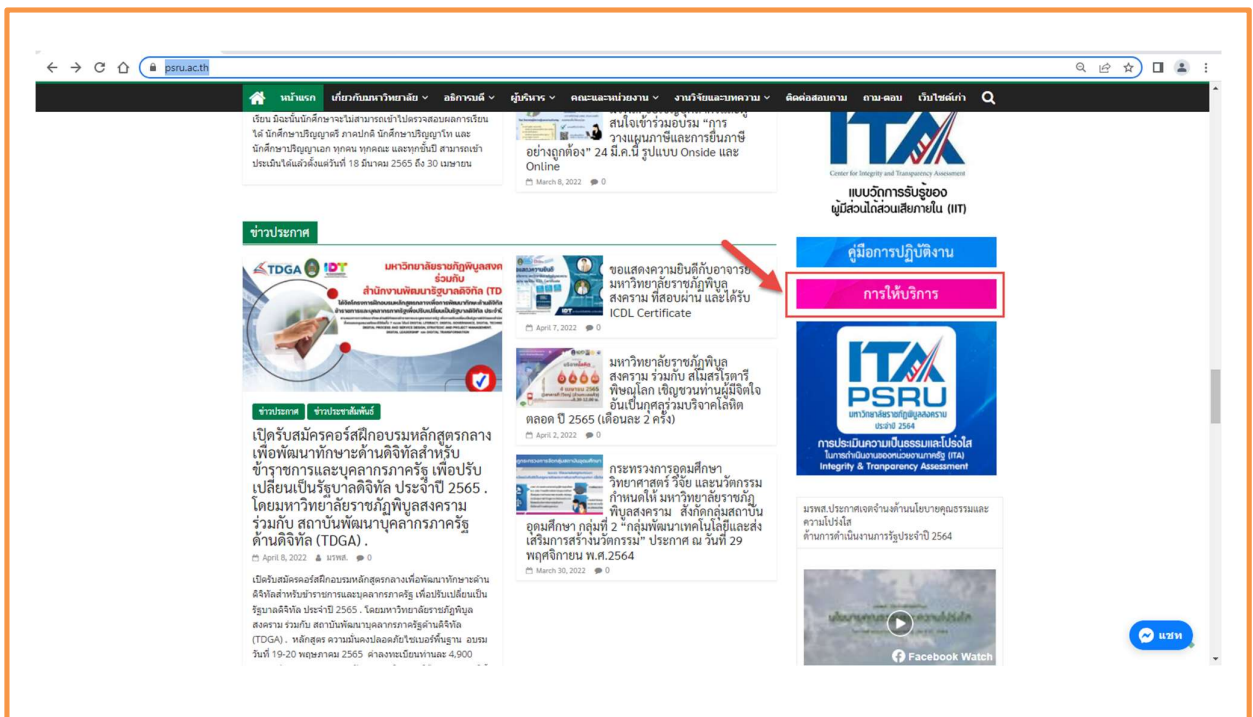 psru.ac.th
หน้าแรก เกี่ยวกับมหาวิทยาลัย อธิการบดี ผู้บริหาร คณะและหน่วยงาน งานวิจัยและบทความ ติดต่อสอบถาม ถาม-ตอบ เว็บไซต์เก่า
เรียน มิฉะนั้นนักศึกษาจะไม่สามารถเข้าไปตรวจสอบผลการเรียน
ได้ นักศึกษาปริญญาตรี ภาคปกติ นักศึกษาปริญญาโท และ
นักศึกษาปริญญาเอก ทุกคน ทุกคณะ และทุกชั้นปี สามารถเข้า
ประเมินได้แล้วตั้งแต่วันที่ 18 มีนาคม 2565 ถึง 30 เมษายน
สนใจเข้าร่วมอบรม “การ
วางแผนภาษีและการยื่นภาษี
อย่างถูกต้อง” 24 มี.ค.นี้ รูปแบบ Onside และ
Online
March 8, 2022 0
ITA
Center for Integrity and Transparency Assessment
แบบวัดการรับรู้ของ
ผู้มีส่วนได้ส่วนเสียภายใน (IIT)
คู่มือการปฏิบัติงาน
การให้บริการ
ข่าวประกาศ
TDGA IDT มหาวิทยาลัยราชภัฏพิบูลสงค
ร่วมกับ
สำนักงานพัฒนารัฐบาลดิจิทัล (TD
ข่าวประกาศ ข่าวประชาสัมพันธ์
เปิดรับสมัครคอร์สฝึกอบรมหลักสูตรกลาง
เพื่อพัฒนาทักษะด้านดิจิทัลสำหรับ
ข้าราชการและบุคลากรภาครัฐ เพื่อปรับ
เปลี่ยนเป็นรัฐบาลดิจิทัล ประจำปี 2565 .
โดยมหาวิทยาลัยราชภัฏพิบูลสงคราม
ร่วมกับ สถาบันพัฒนาบุคลากรภาครัฐ
ด้านดิจิทัล (TDGA) .
April 8, 2022 มรพส. 0
เปิดรับสมัครคอร์สฝึกอบรมหลักสูตรกลางเพื่อพัฒนาทักษะด้าน
ดิจิทัลสำหรับข้าราชการและบุคลากรภาครัฐ เพื่อปรับเปลี่ยนเป็น
รัฐบาลดิจิทัล ประจำปี 2565 . โดยมหาวิทยาลัยราชภัฏพิบูล
สงคราม ร่วมกับ สถาบันพัฒนาบุคลากรภาครัฐด้านดิจิทัล
(TDGA) . หลักสูตร ความมั่นคงปลอดภัยไซเบอร์พื้นฐาน อบรม
วันที่ 19-20 พฤษภาคม 2565 ค่าลงทะเบียนท่านละ 4,900
ขอแสดงความยินดีกับอาจารย์
มหาวิทยาลัยราชภัฏพิบูล
สงคราม ที่สอบผ่าน และได้รับ
ICDL Certificate
April 7, 2022 0
มหาวิทยาลัยราชภัฏพิบูล
สงคราม ร่วมกับ สโมสรโรตารี
พิษณุโลก เชิญชวนท่านผู้มีจิตใจ
อันเป็นกุศลร่วมบริจาคโลหิต
ตลอด ปี 2565 (เดือนละ 2 ครั้ง)
April 2, 2022 0
กระทรวงการอุดมศึกษา
วิทยาศาสตร์ วิจัย และนวัตกรรม
กำหนดให้ มหาวิทยาลัยราชภัฏ
พิบูลสงคราม สังกัดกลุ่มสถาบัน
อุดมศึกษา กลุ่มที่ 2 “กลุ่มพัฒนาเทคโนโลยีและส่ง
เสริมการสร้างนวัตกรรม” ประกาศ ณ วันที่ 29
พฤศจิกายน พ.ศ.2564
March 30, 2022 0
ITA
PSRU
มหาวิทยาลัยราชภัฏพิบูลสงคราม
ประจำปี 2564
การประเมินความเป็นธรรมและโปร่งใส
ในการดำเนินงานของหน่วยงานภาครัฐ (ITA)
Integrity & Tranparency Assessment
มรพส.ประกาศเจตจำนงด้านนโยบายคุณธรรมและ
ความโปร่งใส
ด้านการดำเนินงานการรัฐประจำปี 2564
Facebook Watch
แชท